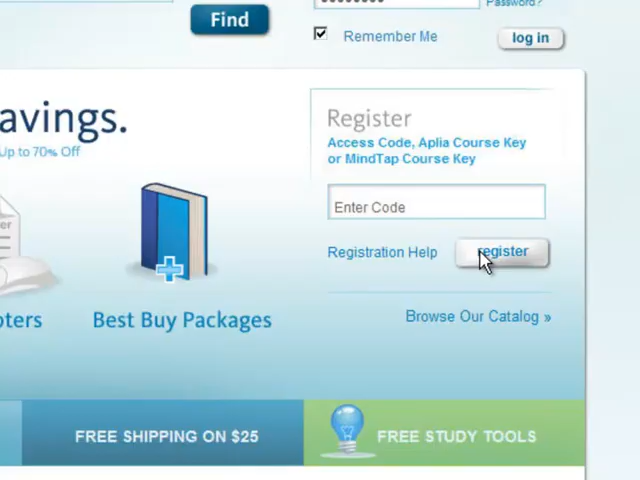 Password?
Find
Remember Me
log in
avings.
Up to 70% Off
Register
Access Code, Aplia Course Key
or MindTap Course Key
Enter Code
Registration Help
register
oters
Best Buy Packages
Browse Our Catalog »
FREE SHIPPING ON $25
FREE STUDY TOOLS